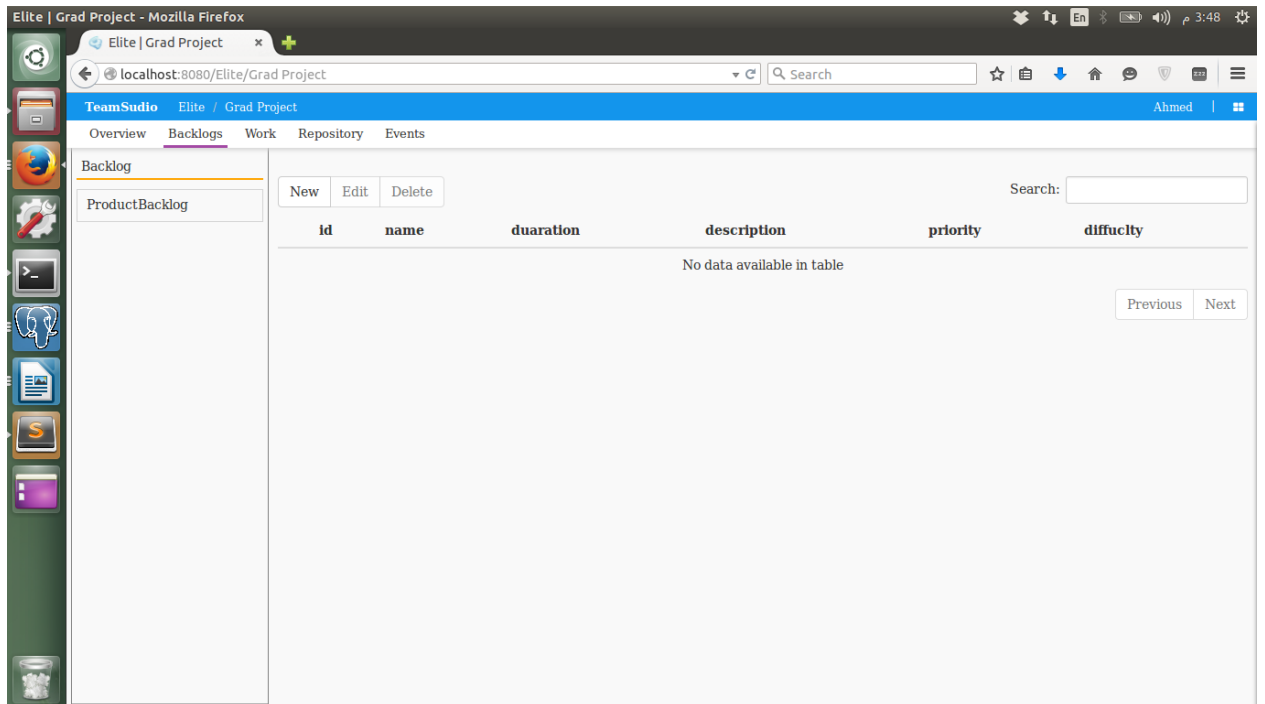 Elite | Grad Project - Mozilla Firefox
En
م 3:48
Elite | Grad Project
localhost:8080/Elite/Grad Project
Search
TeamSudio Elite / Grad Project
Ahmed |
Overview Backlogs Work Repository Events
Backlog
ProductBacklog
New Edit Delete
Search:
id name duaration description priority diffuclty
No data available in table
Previous Next